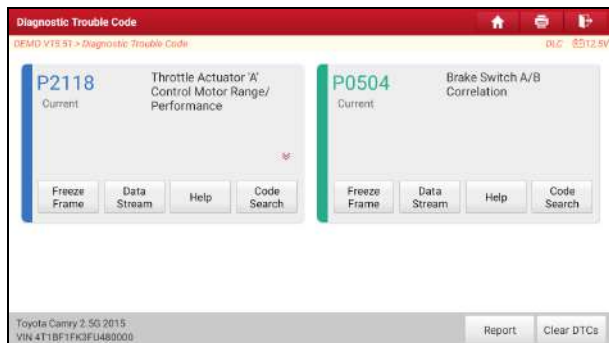 Diagnostic Trouble Code
DEMO V15.51 > Diagnostic Trouble Code
DLC 12.5V
P2118
Current
Throttle Actuator 'A'
Control Motor Range/
Performance
Freeze
Frame
Data
Stream
Help
Code
Search
P0504
Current
Brake Switch A/B
Correlation
Freeze
Frame
Data
Stream
Help
Code
Search
Toyota Camry 2.5G 2015
VIN 4T1BF1FK3FU480000
Report
Clear DTCs